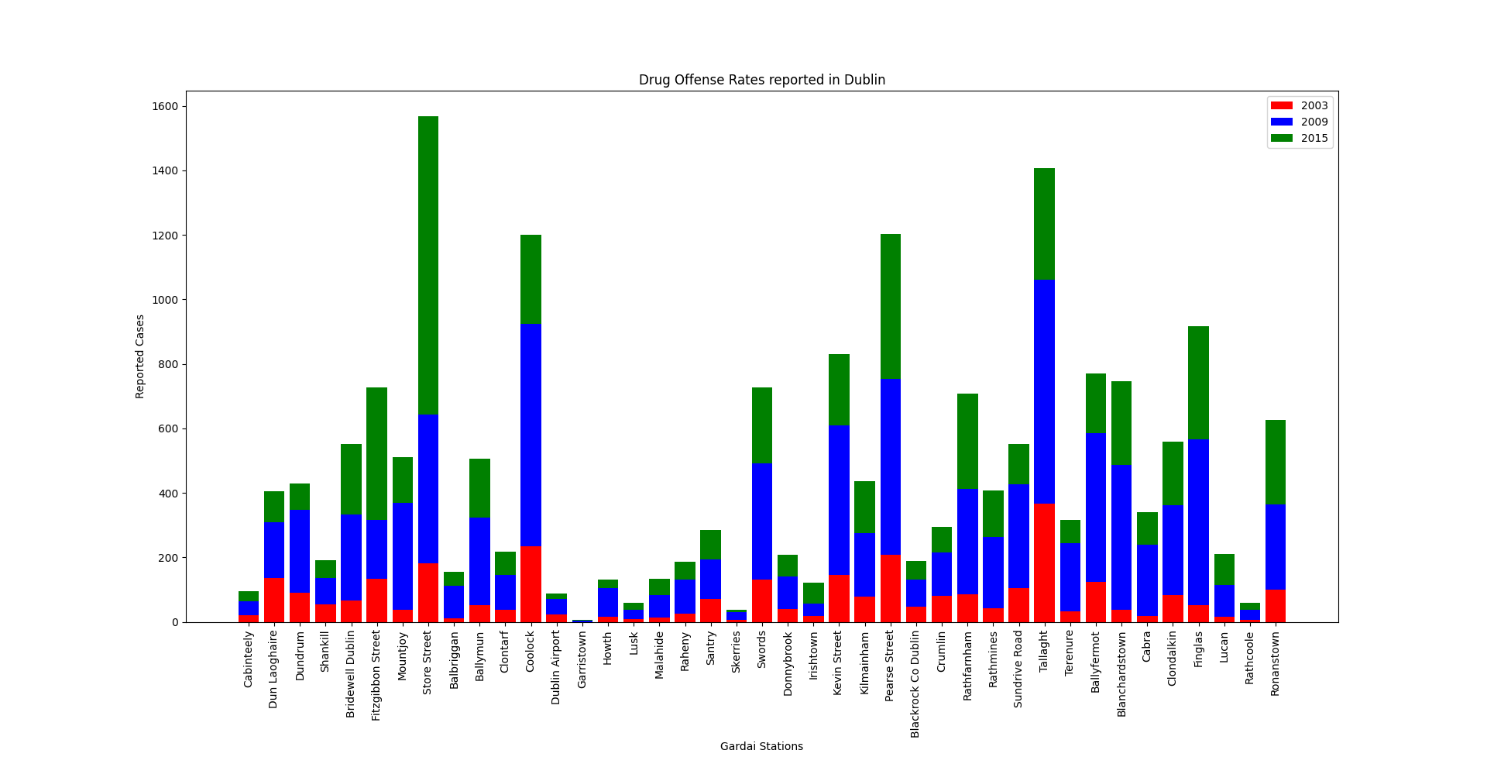 Drug Offense Rates reported in Dublin
2003
2009
2015
1600
1400
1200
1000
800
600
400
200
0
Reported Cases
Cabinteely
Dun Laoghaire
Dundrum
Shankill
Bridewell Dublin
Fitzgibbon Street
Mountjoy
Store Street
Balbriggan
Ballymun
Clontarf
Coolock
Dublin Airport
Garristown
Howth
Lusk
Malahide
Raheny
Santry
Skerries
Swords
Donnybrook
Irishtown
Kevin Street
Kilmainham
Pearse Street
Blackrock Co Dublin
Crumlin
Rathfarnham
Rathmines
Sundrive Road
Tallaght
Terenure
Ballyfermot
Blanchardstown
Cabra
Clondalkin
Finglas
Lucan
Rathcoole
Ronanstown
Gardai Stations